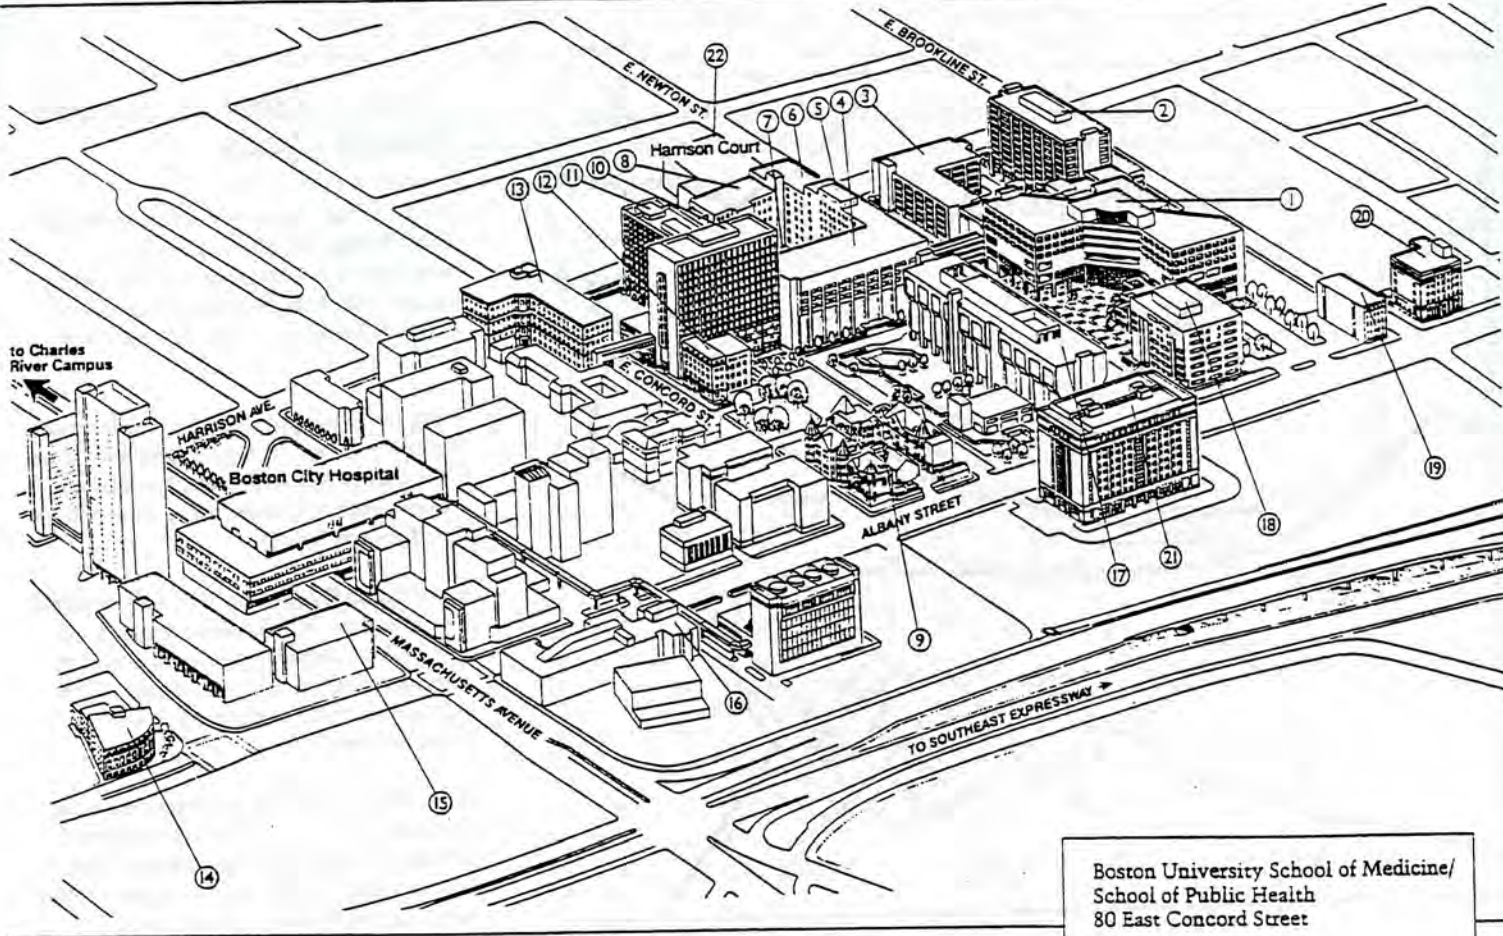 E. BROOKLINE ST.
22
E. NEWTON ST.
7
6
5
4
3
2
Harrison Court
13
12
11
10
8
1
20
to Charles
River Campus
E. CONCORD ST.
HARRISON AVE.
Boston City Hospital
19
ALBANY STREET
18
17
21
9
MASSACHUSETTS AVENUE
16
TO SOUTHEAST EXPRESSWAY
15
14
Boston University School of Medicine/
School of Public Health
80 East Concord Street